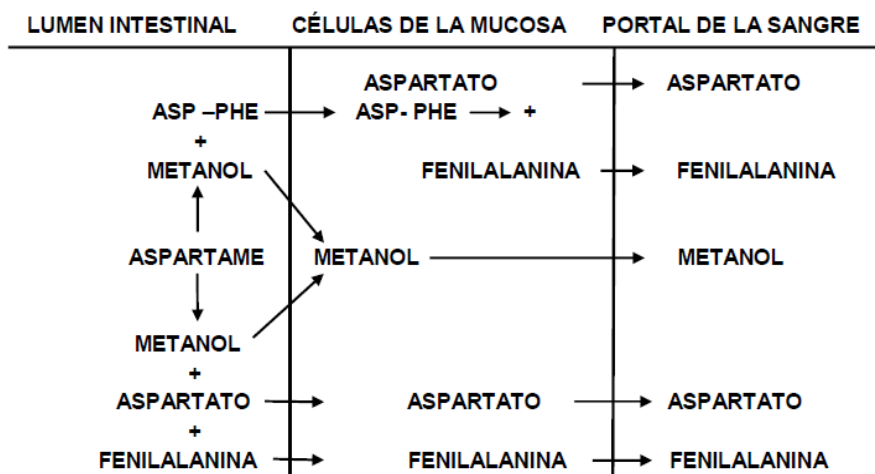 LUMEN INTESTINAL CÉLULAS DE LA MUCOSA PORTAL DE LA SANGRE
ASPARTATO ASPARTATO
ASP –PHE ASP- PHE +
+
METANOL FENILALANINA FENILALANINA
ASPARTAME METANOL METANOL
METANOL
+
ASPARTATO ASPARTATO ASPARTATO
+
FENILALANINA FENILALANINA FENILALANINA